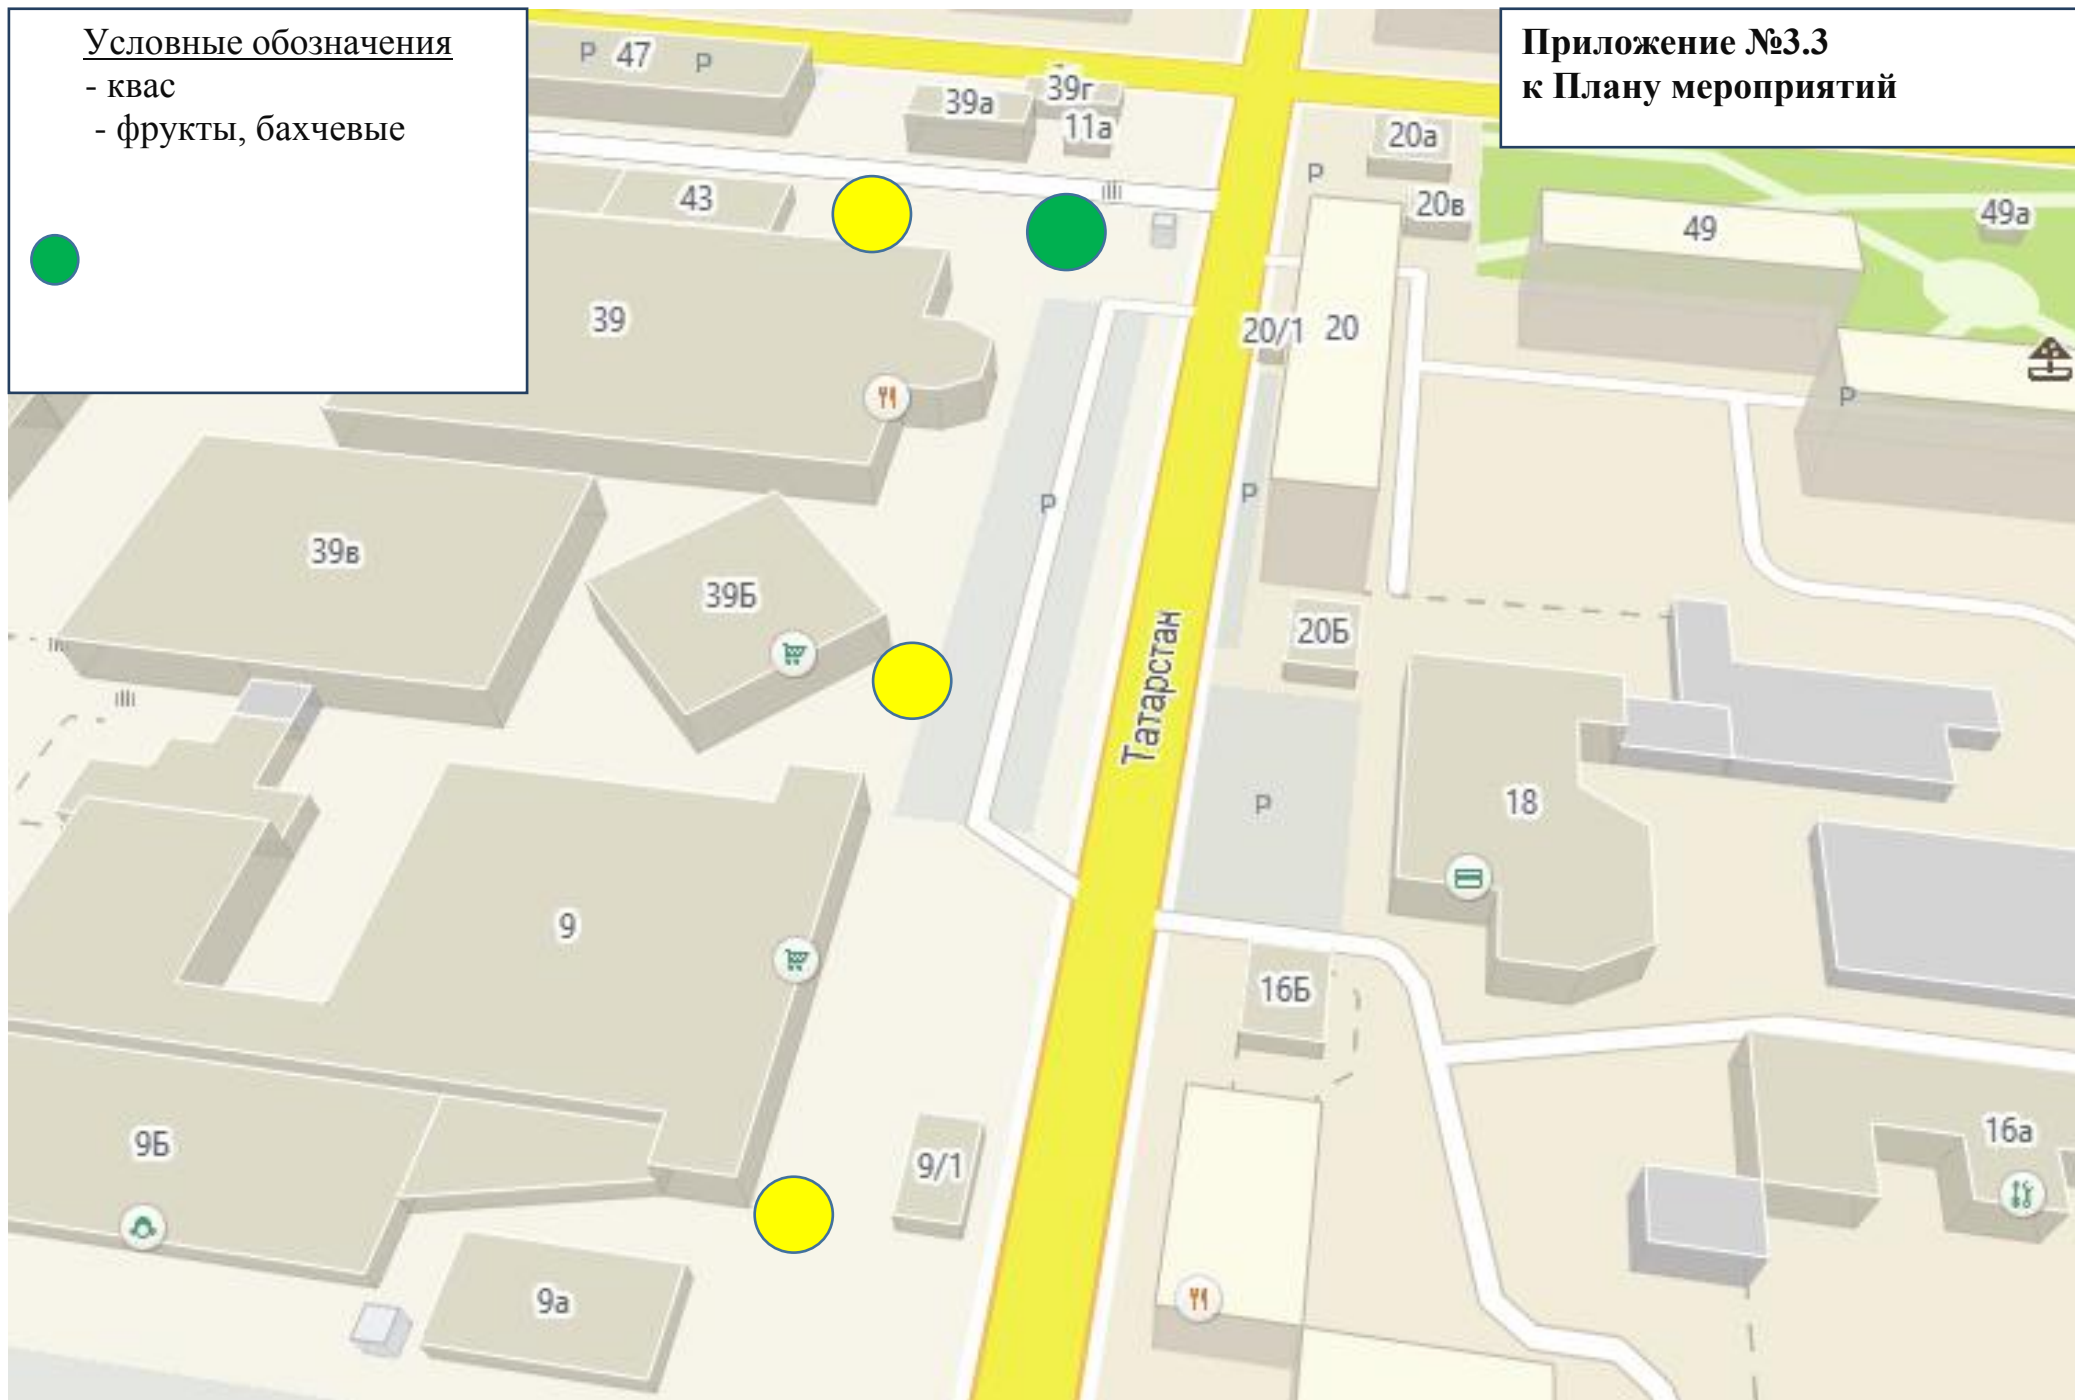 Условные обозначения
- квас
- фрукты, бахчевые
Приложение №3.3
к Плану мероприятий
P 47 P
39а
39г
11а
20а
P
43
20в
49
49а
39
20/1
20
P
P
P
39в
39Б
20Б
Татарстан
P
18
9
16Б
9Б
9/1
16а
9а